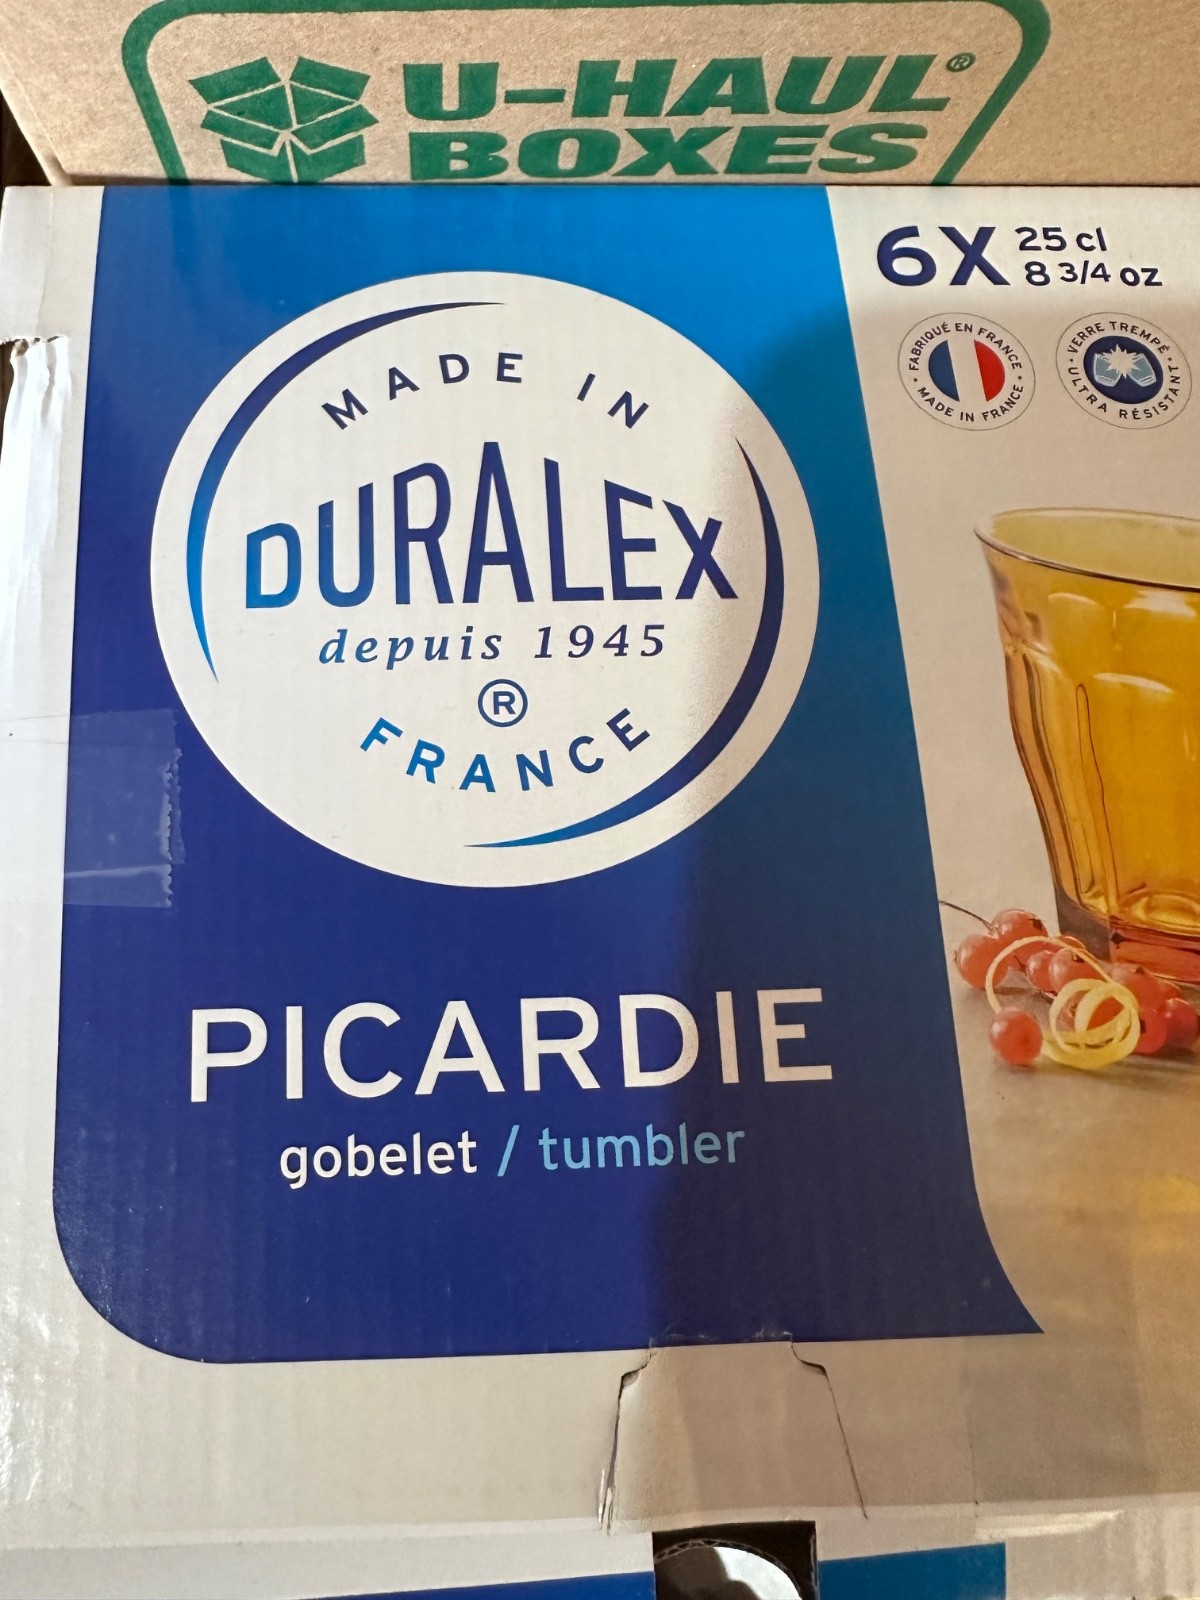 U-HAUL®
BOXES
6X 25 cl
8 3/4 oz
FABRIQUÉ EN FRANCE
• MADE IN FRANCE •
VERRE TREMPÉ
• ULTRA RÉSISTANT •
MADE IN
DURALEX
depuis 1945
®
FRANCE
PICARDIE
gobelet / tumbler